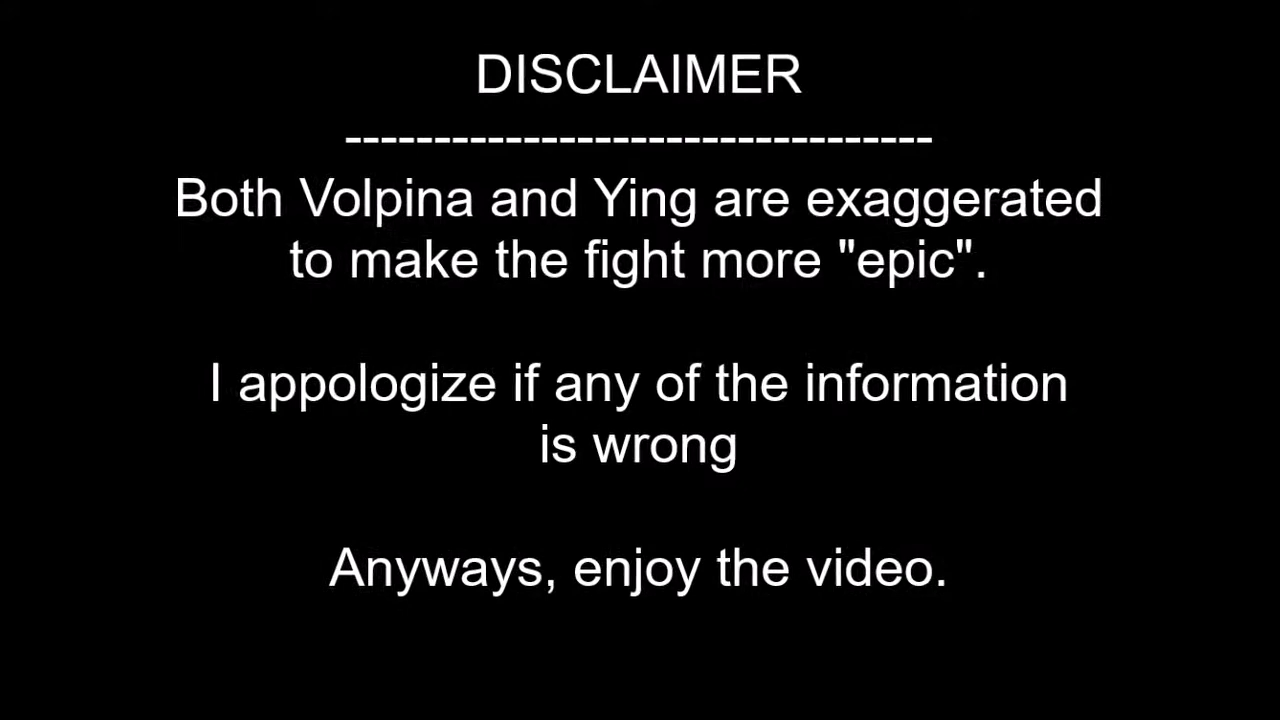 DISCLAIMER
---------------------------------
Both Volpina and Ying are exaggerated
to make the fight more "epic".
I appologize if any of the information
is wrong
Anyways, enjoy the video.